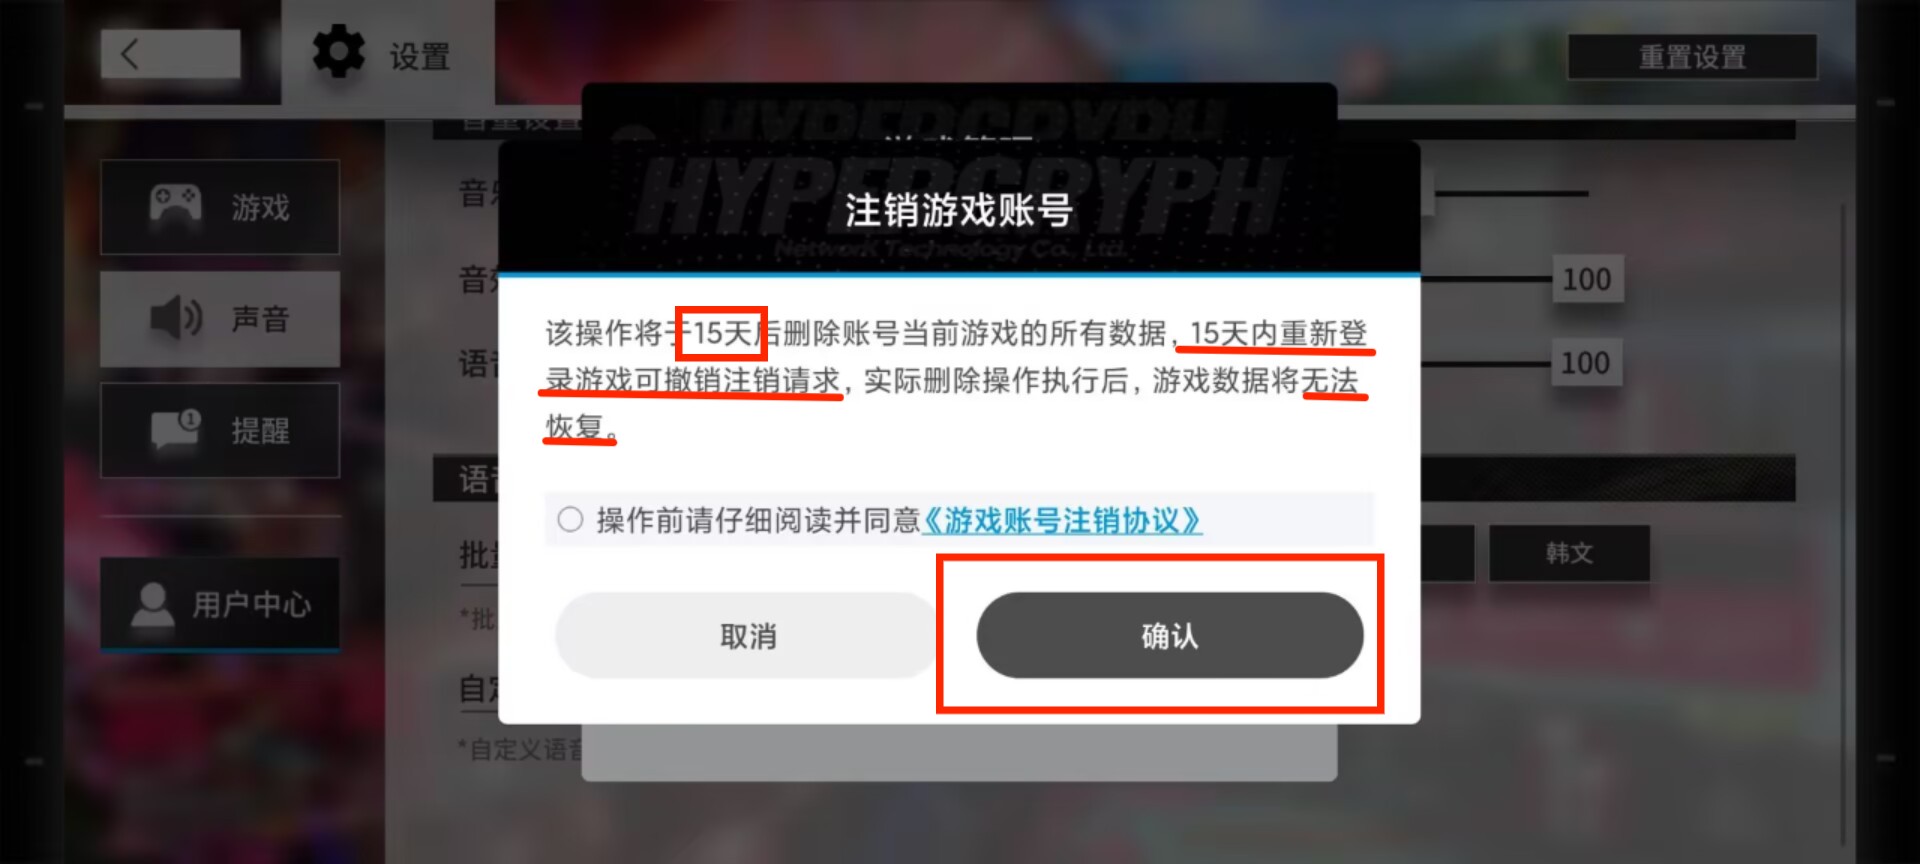 设置
重置设置
HYPERCRYPH
注销游戏账号
Network Technology Co., Ltd.
游戏
声音
提醒
用户中心
100
100
该操作将于15天后删除账号当前游戏的所有数据，15天内重新登
录游戏可撤销注销请求，实际删除操作执行后，游戏数据将无法
恢复。
操作前请仔细阅读并同意《游戏账号注销协议》
取消
确认
韩文
*批
*自定义语音